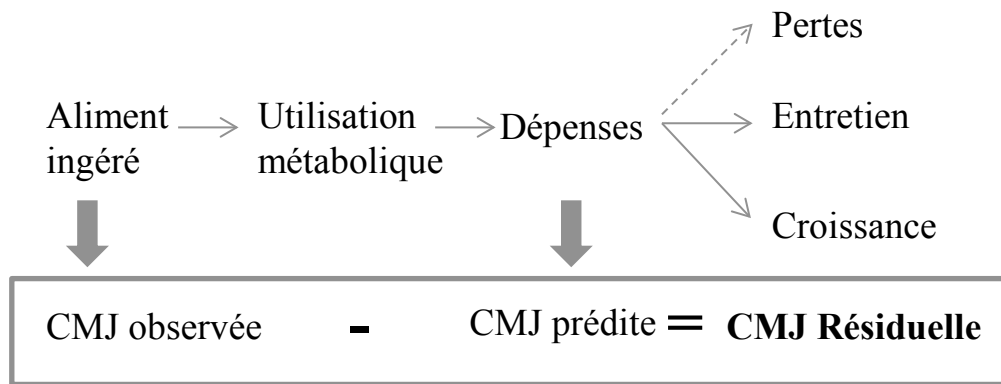 Pertes
Aliment
ingéré
Utilisation
métabolique
Dépenses
Entretien
Croissance
CMJ observée - CMJ prédite = CMJ Résiduelle